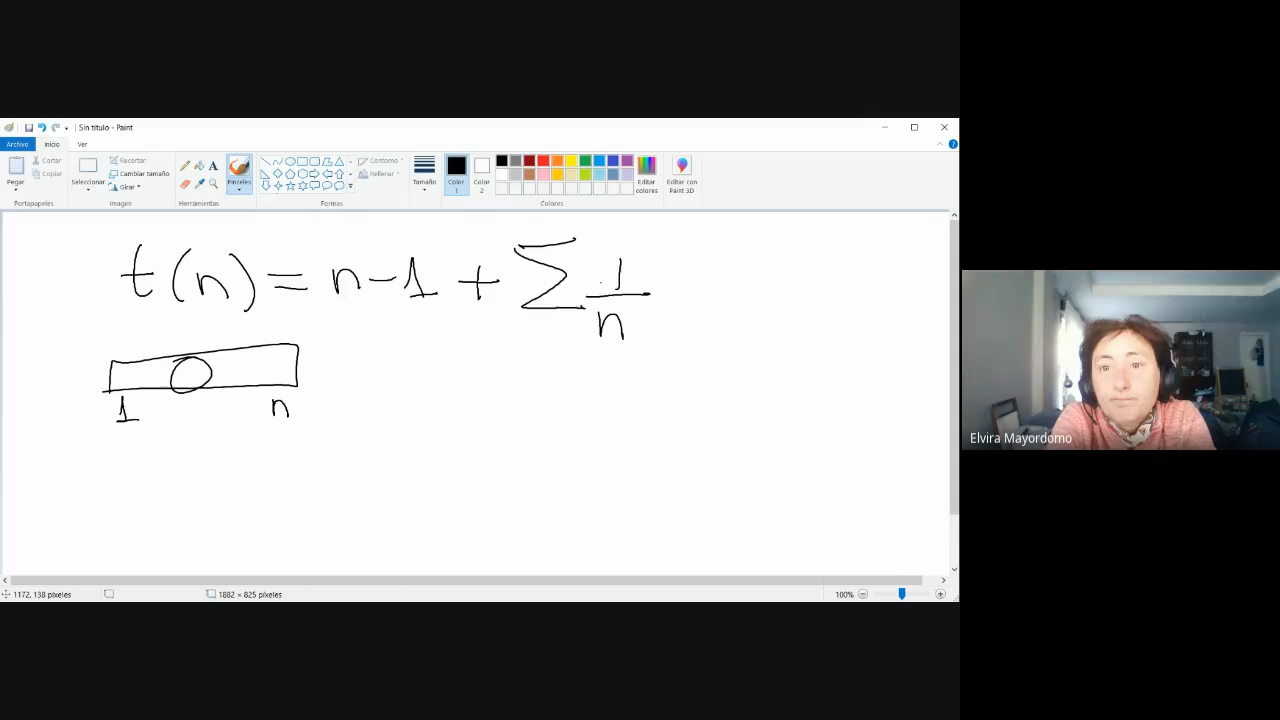 Sin título - Paint
Archivo Inicio Ver
Pegar Cortar Copiar Seleccionar Recortar Cambiar tamaño Girar A Pinceles Contorno Rellenar Tamaño Color 1 Color 2 Editar colores Editar con Paint 3D
Portapapeles Imagen Herramientas Formas Colores
t(n) = n-1 + ∑ 1/n
1 n
Elvira Mayordomo
1172, 138 píxeles 1882 × 825 píxeles 100%